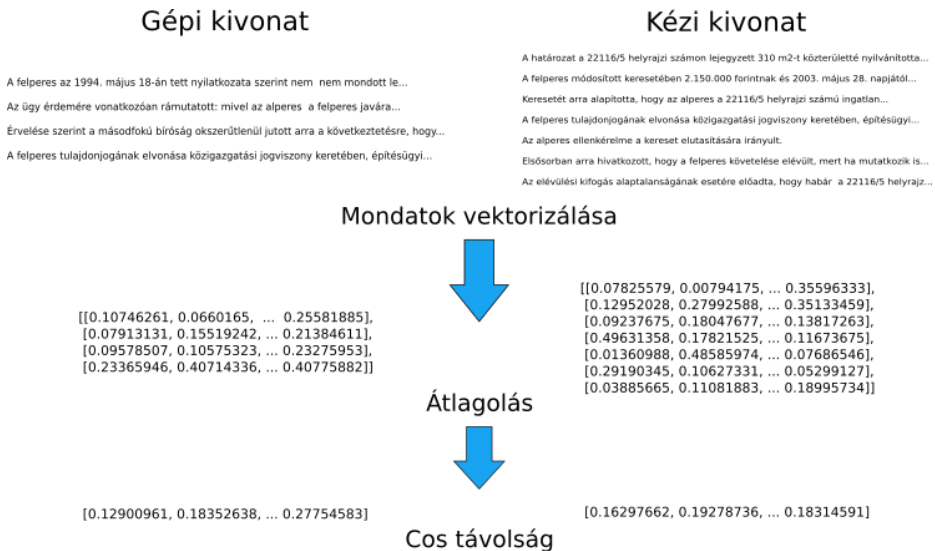 Gépi kivonat
Kézi kivonat
A felperes az 1994. május 18-án tett nyilatkozata szerint nem  nem mondott le...
Az ügy érdemére vonatkozóan rámutatott: mivel az alperes  a felperes javára...
Érvelése szerint a másodfokú bíróság okszerűtlenül jutott arra a következtetésre, hogy...
A felperes tulajdonjogának elvonása közigazgatási jogviszony keretében, építésügyi...
A határozat a 22116/5 helyrajzi számon lejegyzett 310 m2-t közterületté nyilvánította...
A felperes módosított keresetében 2.150.000 forintnak és 2003. május 28. napjától...
Keresetét arra alapította, hogy az alperes a 22116/5 helyrajzi számú ingatlan...
A felperes tulajdonjogának elvonása közigazgatási jogviszony keretében, építésügyi...
Az alperes ellenkérelme a kereset elutasítására irányult.
Elsősorban arra hivatkozott, hogy a felperes követelése elévült, mert ha mutatkozik is...
Az elévülési kifogás alaptalanságának esetére előadta, hogy habár  a 22116/5 helyrajz...
Mondatok vektorizálása
[[0.10746261, 0.0660165,  ... 0.25581885],
[0.07913131, 0.15519242, ... 0.21384611],
[0.09578507, 0.10575323, ... 0.23275953],
[0.23365946, 0.40714336, ... 0.40775882]]
[[0.07825579, 0.00794175, ... 0.35596333],
[0.12952028, 0.27992588, ... 0.35133459],
[0.09237675, 0.18047677, ... 0.13817263],
[0.49631358, 0.17821525, ... 0.11673675],
[0.01360988, 0.48585974, ... 0.07686546],
[0.29190345, 0.10627331, ... 0.05299127],
[0.03885665, 0.11081883, ... 0.18995734]]
Átlagolás
[0.12900961, 0.18352638, ... 0.27754583]
[0.16297662, 0.19278736, ... 0.18314591]
Cos távolság